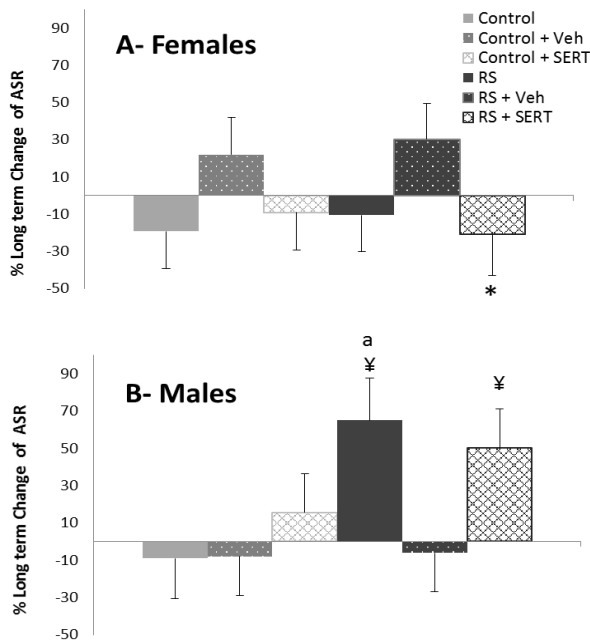 A- Females
Control
Control + Veh
Control + SERT
RS
RS + Veh
RS + SERT
% Long term Change of ASR
90
70
50
30
10
-10
-30
-50
*
B- Males
% Long term Change of ASR
90
70
50
30
10
-10
-30
-50
a
¥
¥